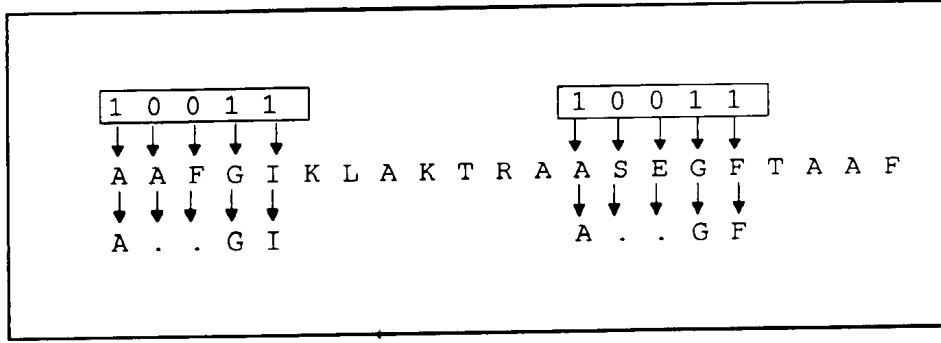 1 0 0 1 1 1 0 0 1 1
A A F G I K L A K T R A A S E G F T A A F
A . . G I A . . G F